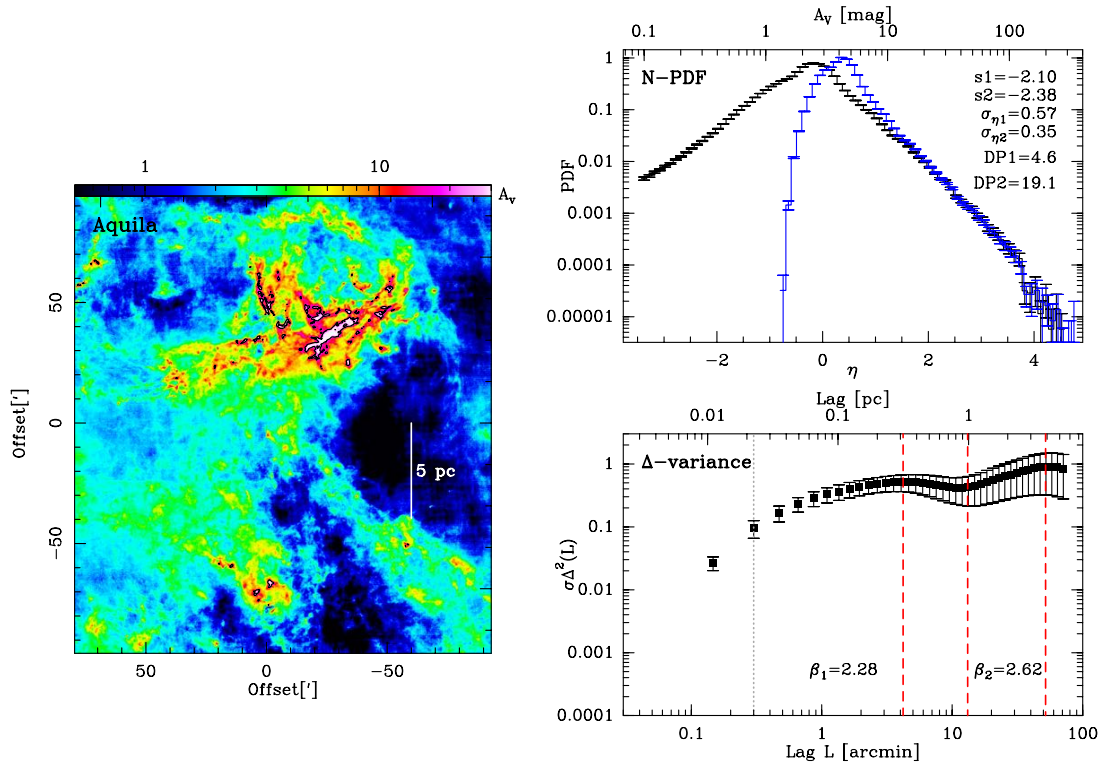 1 10
A_V
Aquila
5 pc
50
0
−50
Offset[′]
50 0 −50
Offset[′]
A_V [mag]
0.1 1 10 100
N−PDF
s1=−2.10
s2=−2.38
σ_η1=0.57
σ_η2=0.35
DP1=4.6
DP2=19.1
PDF
1
0.1
0.01
0.001
0.0001
0.00001
−2 0 2 4
η
Lag [pc]
0.01 0.1 1
Δ−variance
σΔ²(L)
1
0.1
0.01
0.001
0.0001
β₁=2.28 β₂=2.62
0.1 1 10 100
Lag L [arcmin]